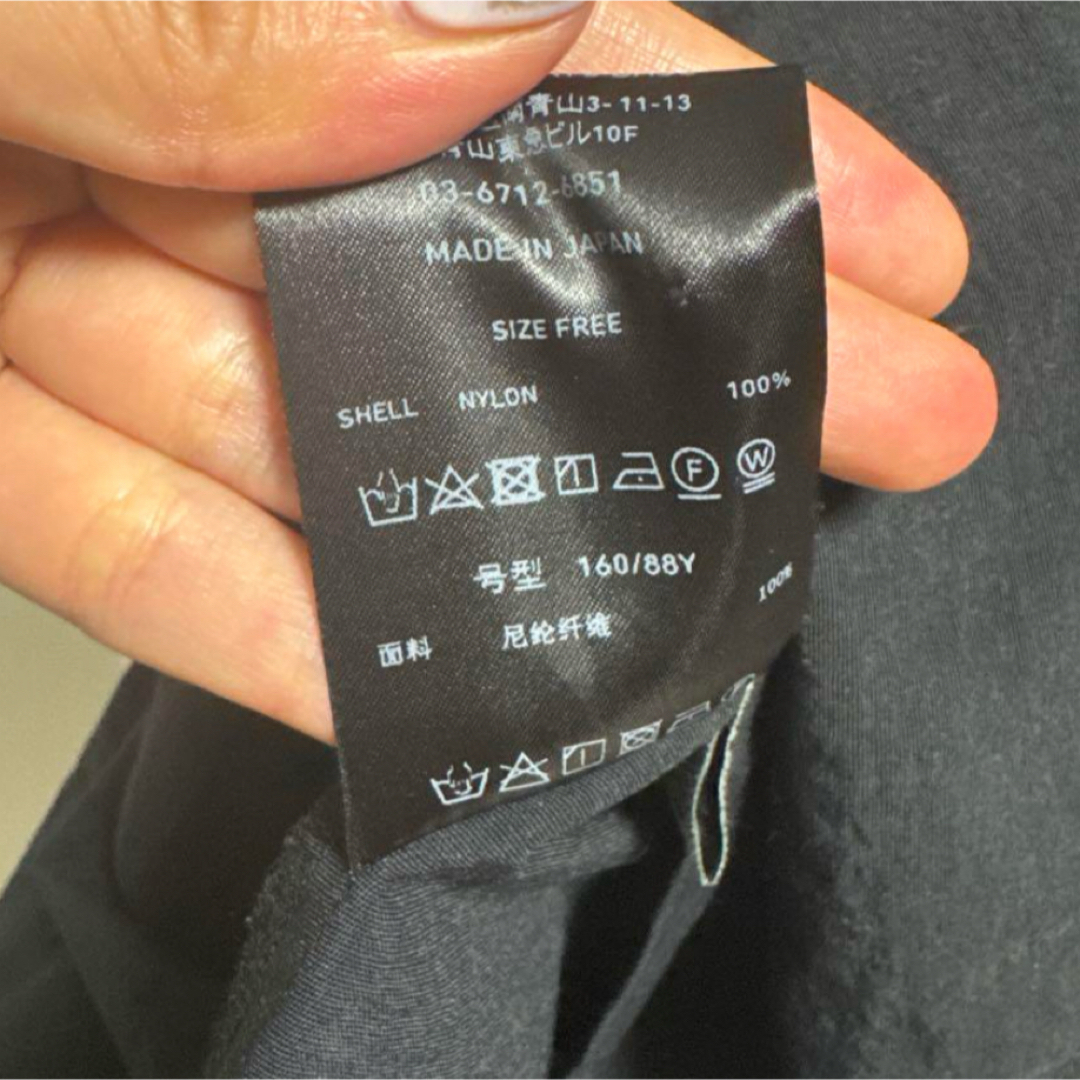 青山3-11-13
青山東急ビル10F
03-6712-6851
MADE IN JAPAN
SIZE FREE
SHELL NYLON 100%
F W
号型 160/88Y
面料 尼纶纤维 100%